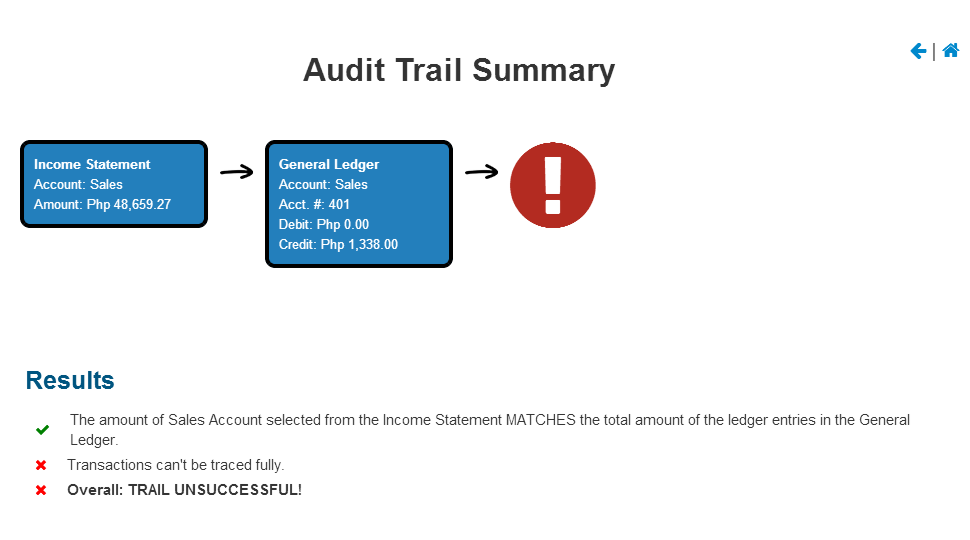 Audit Trail Summary
|
Income Statement
Account: Sales
Amount: Php 48,659.27
General Ledger
Account: Sales
Acct. #: 401
Debit: Php 0.00
Credit: Php 1,338.00
!
Results
The amount of Sales Account selected from the Income Statement MATCHES the total amount of the ledger entries in the General
Ledger.
Transactions can't be traced fully.
Overall: TRAIL UNSUCCESSFUL!